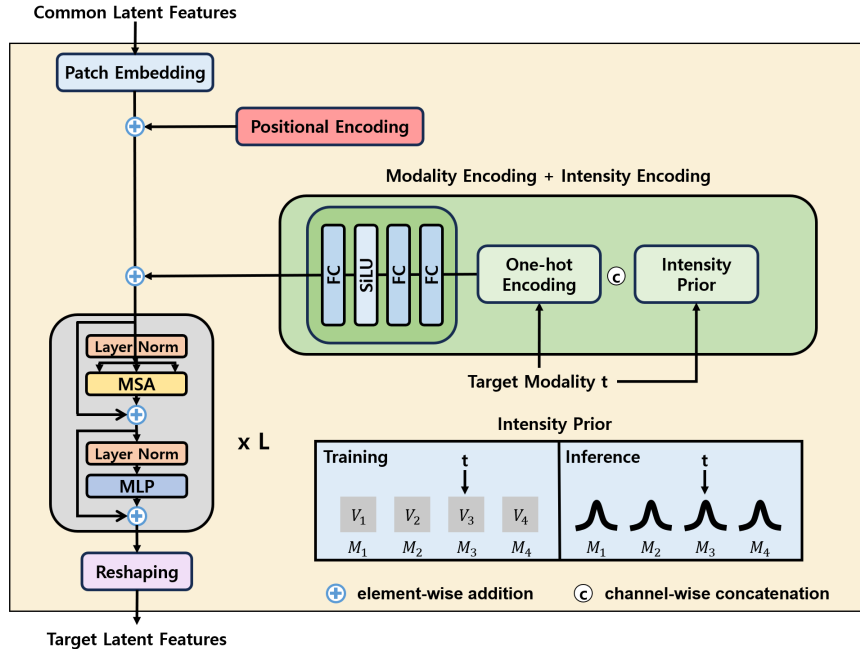 Common Latent Features
Patch Embedding
Positional Encoding
Modality Encoding + Intensity Encoding
FC
SiLU
FC
FC
One-hot
Encoding
c
Intensity
Prior
Target Modality t
Layer Norm
MSA
Layer Norm
MLP
x L
Reshaping
Target Latent Features
Intensity Prior
Training
t
V1 V2 V3 V4
M1 M2 M3 M4
Inference
t
M1 M2 M3 M4
element-wise addition
c channel-wise concatenation